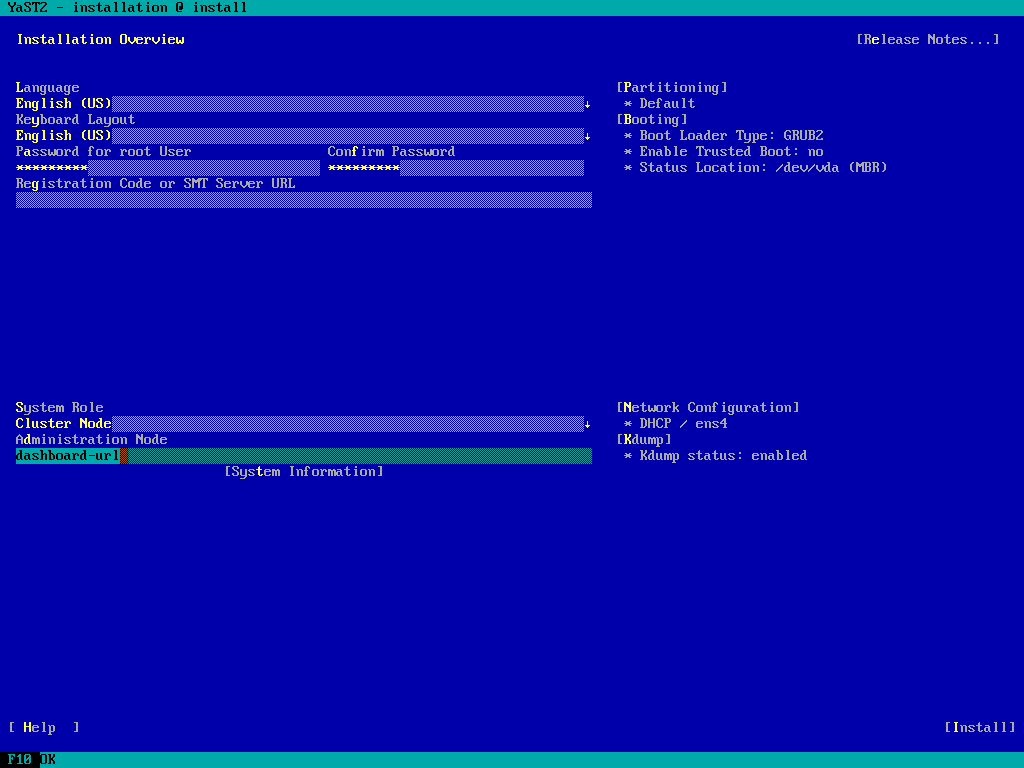 YaST2 - installation @ install
Installation Overview [Release Notes...]
Language [Partitioning]
English (US)↓ * Default
Keyboard Layout [Booting]
English (US)↓ * Boot Loader Type: GRUB2
Password for root User Confirm Password * Enable Trusted Boot: no
********* ********* * Status Location: /dev/vda (MBR)
Registration Code or SMT Server URL
System Role [Network Configuration]
Cluster Node↓ * DHCP / ens4
Administration Node [Kdump]
dashboard-url * Kdump status: enabled
[System Information]
[ Help ] [Install]
F10 OK